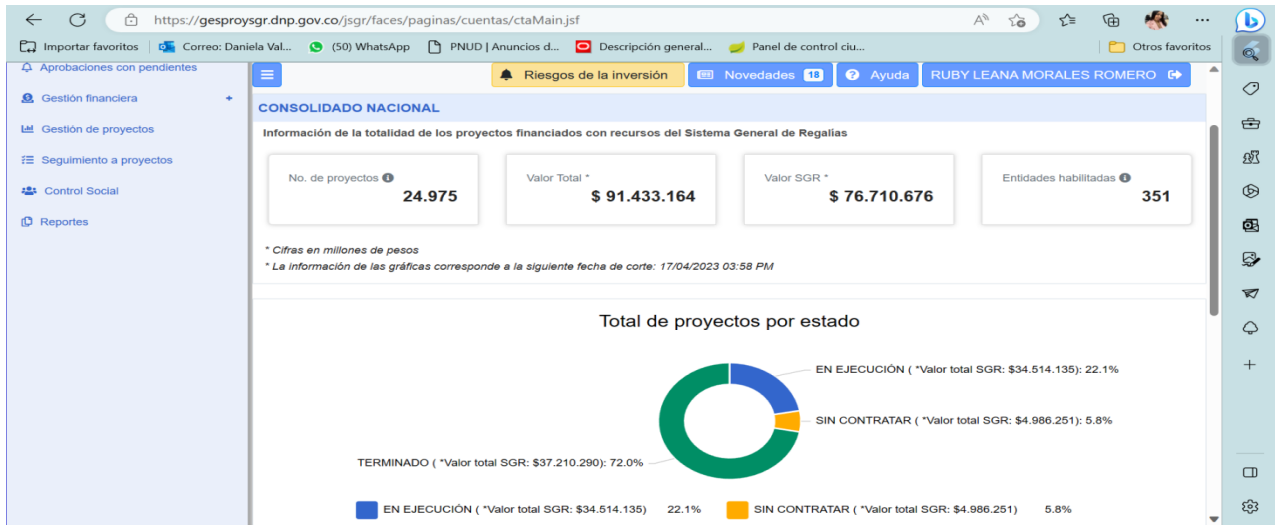 https://gesproysgr.dnp.gov.co/jsgr/faces/paginas/cuentas/ctaMain.jsf
Importar favoritos Correo: Daniela Val... (50) WhatsApp PNUD | Anuncios d... Descripción general... Panel de control ciu... Otros favoritos
Aprobaciones con pendientes
Gestión financiera +
Gestión de proyectos
Seguimiento a proyectos
Control Social
Reportes
Riesgos de la inversión Novedades 18 Ayuda RUBY LEANA MORALES ROMERO
CONSOLIDADO NACIONAL
Información de la totalidad de los proyectos financiados con recursos del Sistema General de Regalias
No. de proyectos
24.975
Valor Total *
$ 91.433.164
Valor SGR *
$ 76.710.676
Entidades habilitadas
351
* Cifras en millones de pesos
* La información de las gráficas corresponde a la siguiente fecha de corte: 17/04/2023 03:58 PM
Total de proyectos por estado
EN EJECUCIÓN ( *Valor total SGR: $34.514.135): 22.1%
SIN CONTRATAR ( *Valor total SGR: $4.986.251): 5.8%
TERMINADO ( *Valor total SGR: $37.210.290): 72.0%
EN EJECUCIÓN ( *Valor total SGR: $34.514.135) 22.1% SIN CONTRATAR ( *Valor total SGR: $4.986.251) 5.8%